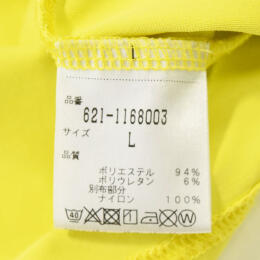 品番
621-1168003
サイズ
L
品質
ポリエステル 94%
ポリウレタン 6%
別布部分
ナイロン 100%
40